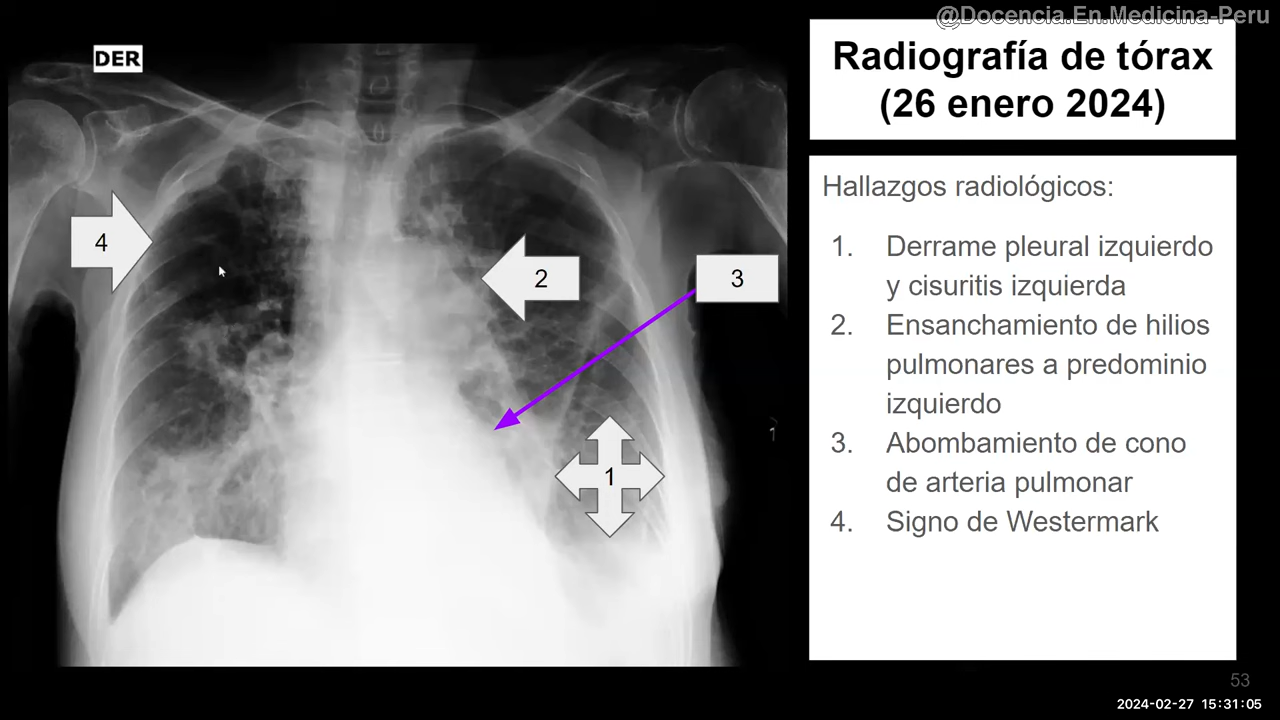 @Docencia.En.Medicina-Peru
DER
Radiografía de tórax
(26 enero 2024)
Hallazgos radiológicos:
1. Derrame pleural izquierdo
y cisuritis izquierda
2. Ensanchamiento de hilios
pulmonares a predominio
izquierdo
3. Abombamiento de cono
de arteria pulmonar
4. Signo de Westermark
4
2
3
1
1
53
2024-02-27 15:31:05